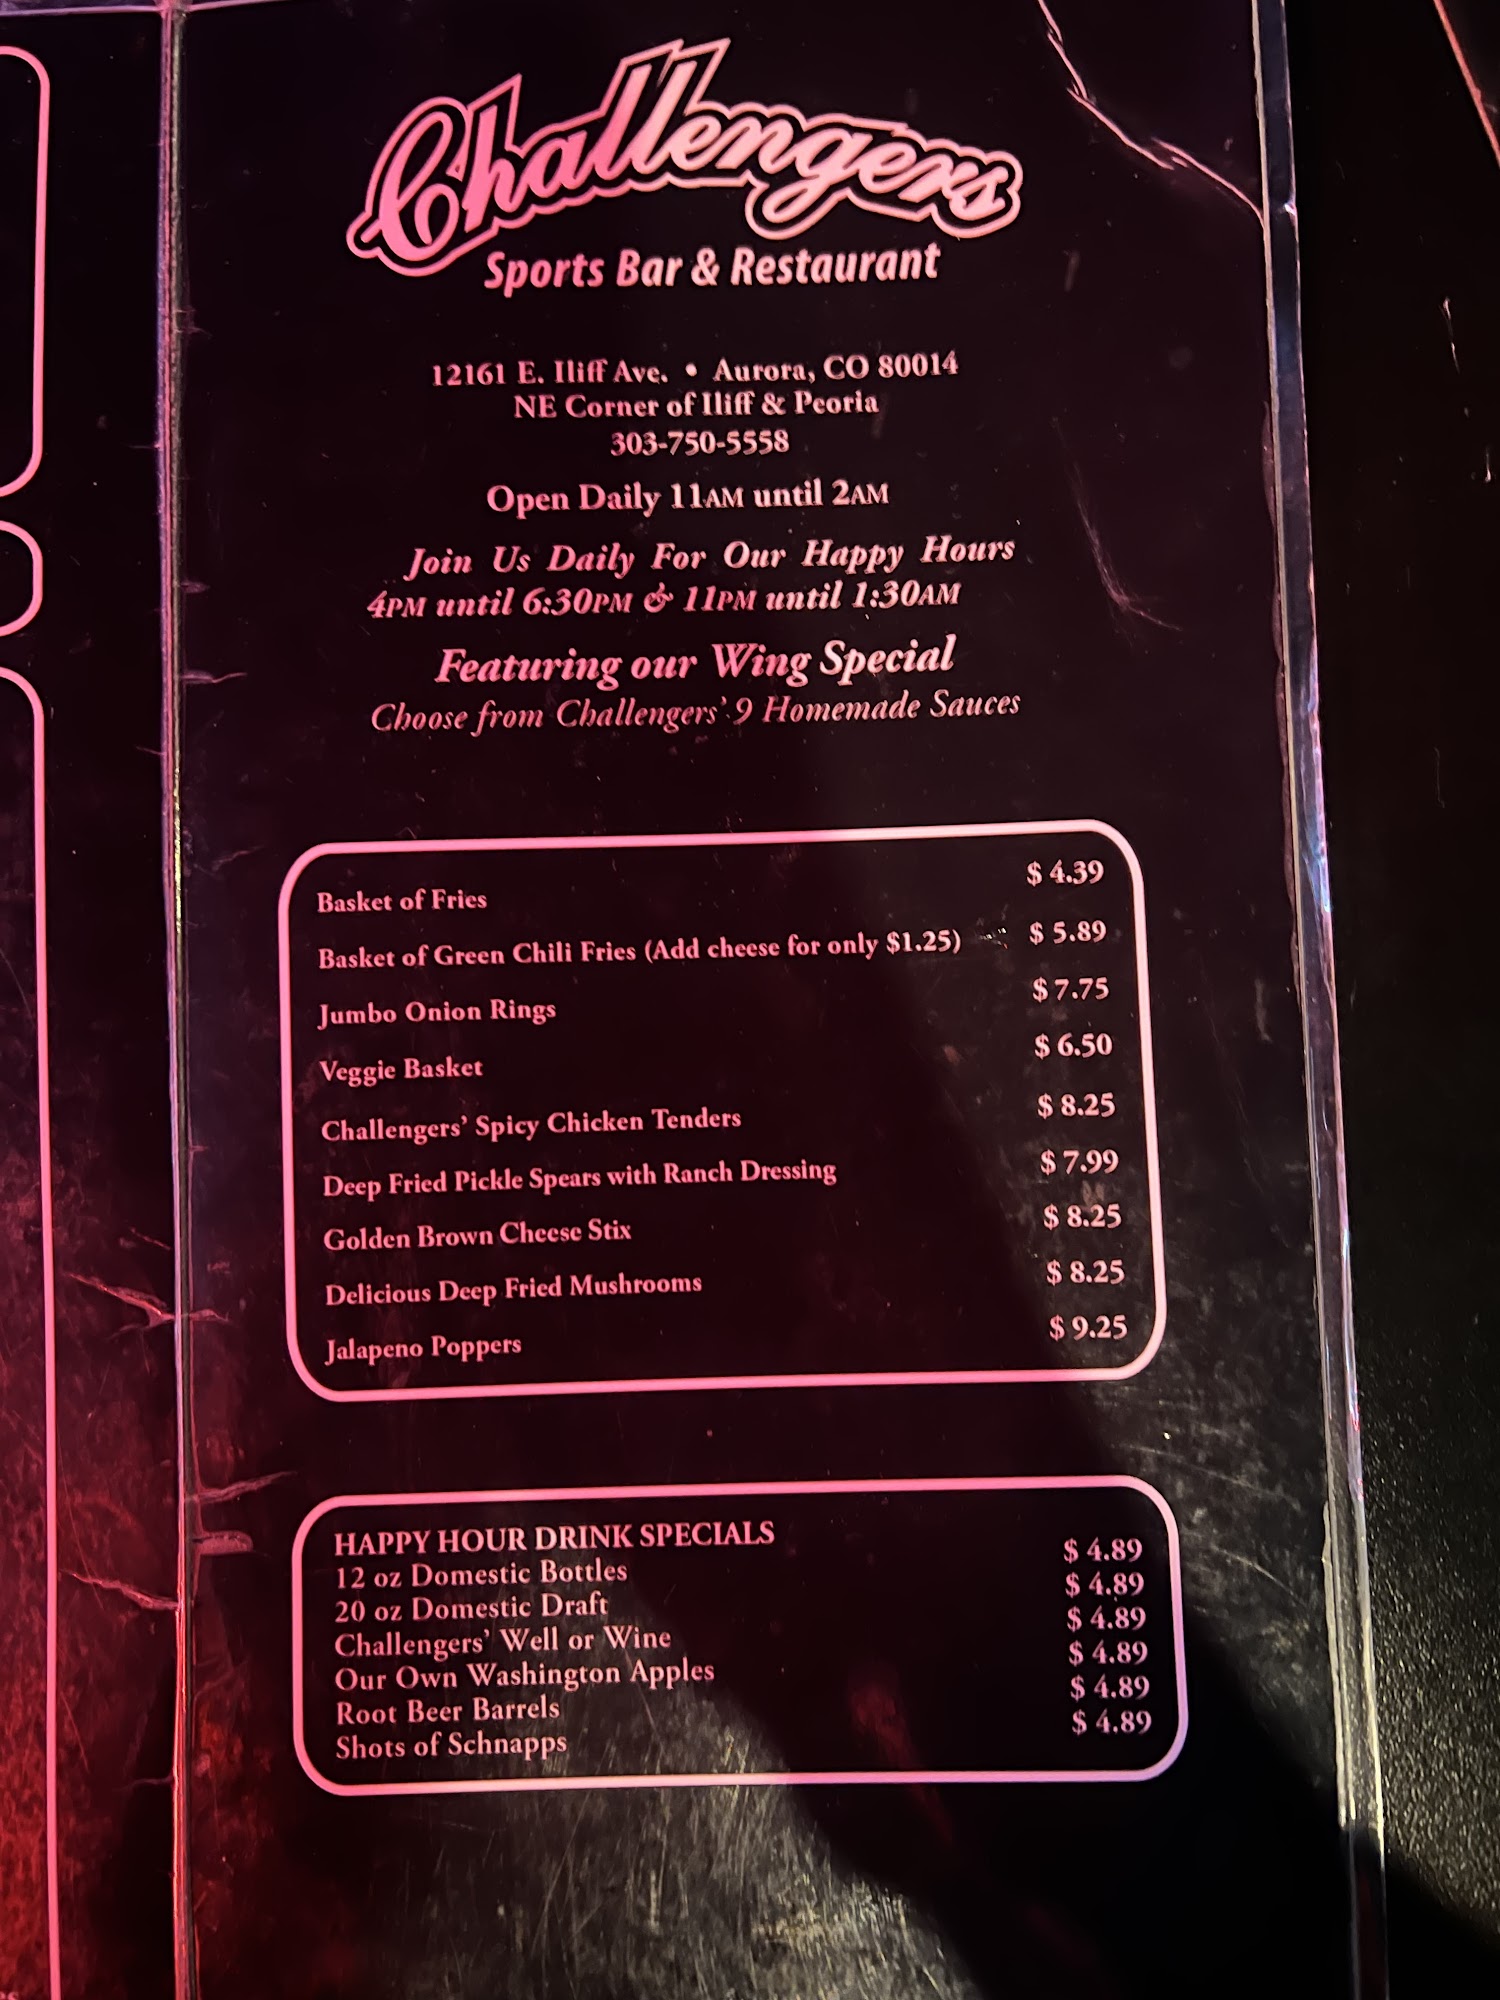 Challengers
Sports Bar & Restaurant
12161 E. Iliff Ave. • Aurora, CO 80014
NE Corner of Iliff & Peoria
303-750-5558
Open Daily 11AM until 2AM
Join Us Daily For Our Happy Hours
4PM until 6:30PM & 11PM until 1:30AM
Featuring our Wing Special
Choose from Challengers' 9 Homemade Sauces
Basket of Fries $ 4.39
Basket of Green Chili Fries (Add cheese for only $1.25) $ 5.89
Jumbo Onion Rings $ 7.75
Veggie Basket $ 6.50
Challengers' Spicy Chicken Tenders $ 8.25
Deep Fried Pickle Spears with Ranch Dressing $ 7.99
Golden Brown Cheese Stix $ 8.25
Delicious Deep Fried Mushrooms $ 8.25
Jalapeno Poppers $ 9.25
HAPPY HOUR DRINK SPECIALS
12 oz Domestic Bottles $ 4.89
20 oz Domestic Draft $ 4.89
Challengers' Well or Wine $ 4.89
Our Own Washington Apples $ 4.89
Root Beer Barrels $ 4.89
Shots of Schnapps $ 4.89